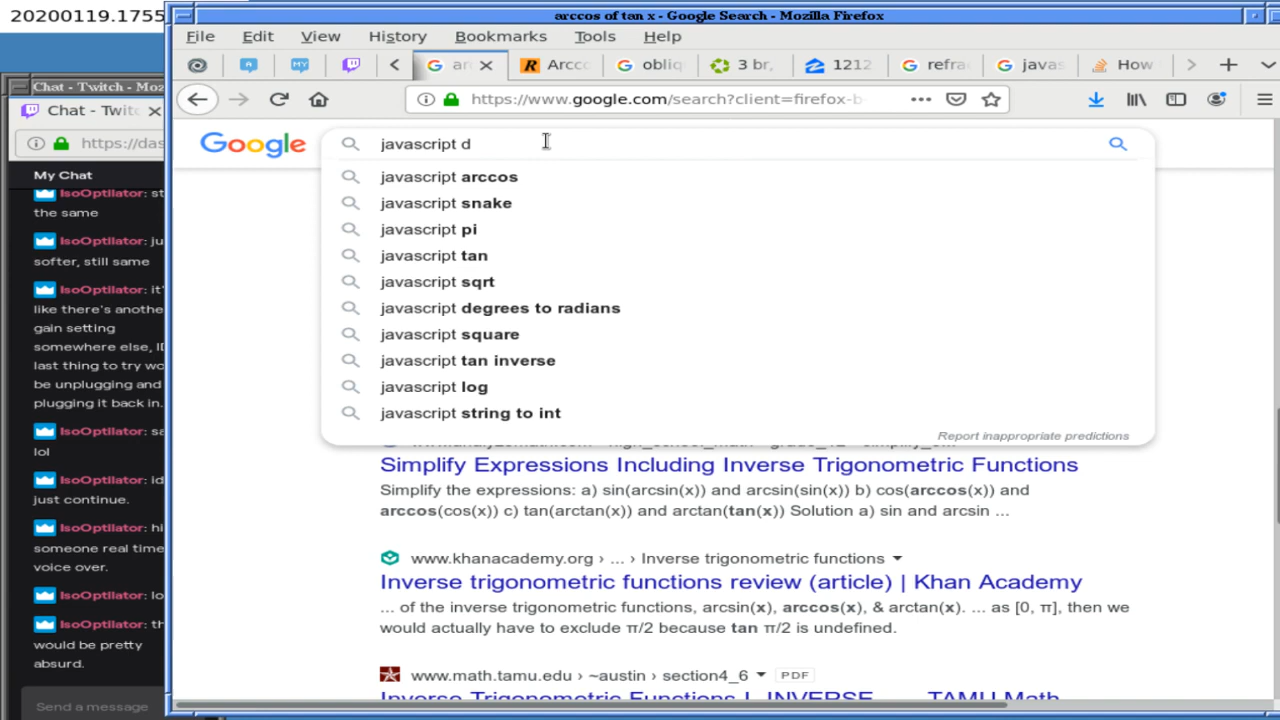 20200119.1755
arccos of tan x - Google Search - Mozilla Firefox
File Edit View History Bookmarks Tools Help
Arcco obliq 3 br, 1212 refra javas How
https://www.google.com/search?client=firefox-b
Chat - Twitch - Moz
Chat - Twitc
https://das
My Chat
IsoOptilator: st
the same
IsoOptilator: ju
softer, still same
IsoOptilator: it'
like there's anothe
gain setting
somewhere else, ID
last thing to try wo
be unplugging and
plugging it back in.
IsoOptilator: sa
lol
IsoOptilator: id
just continue.
IsoOptilator: hi
someone real time
voice over.
IsoOptilator: lo
IsoOptilator: th
would be pretty
absurd.
Send a message
Google
javascript d
javascript arccos
javascript snake
javascript pi
javascript tan
javascript sqrt
javascript degrees to radians
javascript square
javascript tan inverse
javascript log
javascript string to int
Report inappropriate predictions
Simplify Expressions Including Inverse Trigonometric Functions
Simplify the expressions: a) sin(arcsin(x)) and arcsin(sin(x)) b) cos(arccos(x)) and
arccos(cos(x)) c) tan(arctan(x)) and arctan(tan(x)) Solution a) sin and arcsin ...
www.khanacademy.org › ... › Inverse trigonometric functions
Inverse trigonometric functions review (article) | Khan Academy
... of the inverse trigonometric functions, arcsin(x), arccos(x), & arctan(x). ... as [0, π], then we
would actually have to exclude π/2 because tan π/2 is undefined.
www.math.tamu.edu › ~austin › section4_6 PDF
Inverse Trigonometric Functions I. INVERSE ... - TAMU Math